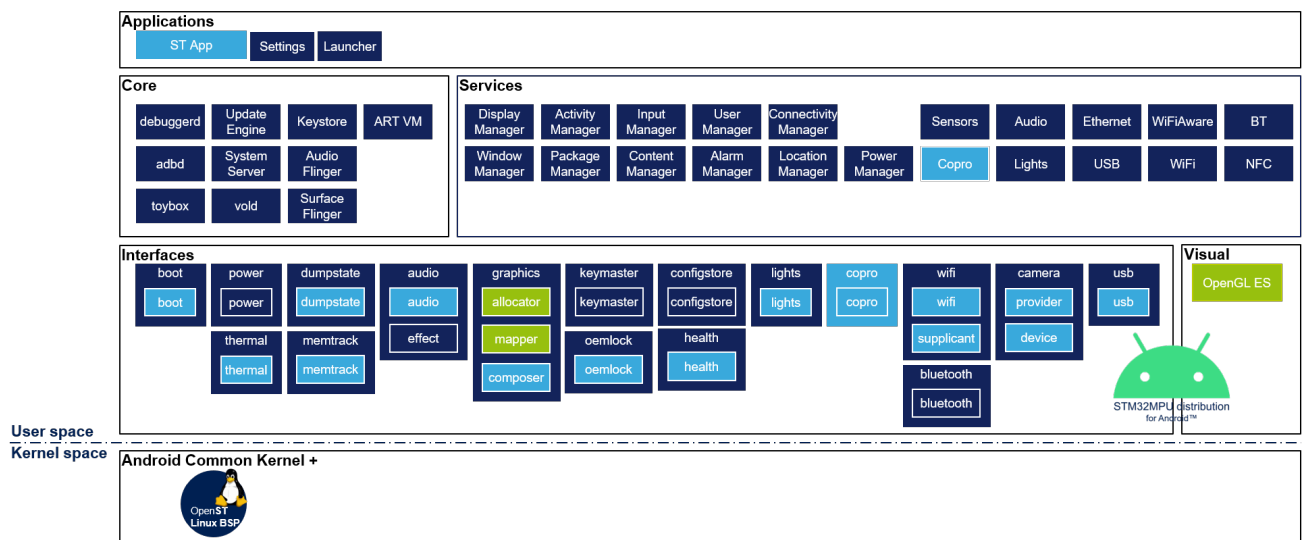 Applications
ST App
Settings
Launcher
Core
debuggerd
Update
Engine
Keystore
ART VM
adbd
System
Server
Audio
Flinger
toybox
vold
Surface
Flinger
Services
Display
Manager
Activity
Manager
Input
Manager
User
Manager
Connectivity
Manager
Sensors
Audio
Ethernet
WiFiAware
BT
Window
Manager
Package
Manager
Content
Manager
Alarm
Manager
Location
Manager
Power
Manager
Copro
Lights
USB
WiFi
NFC
Interfaces
boot
boot
power
power
thermal
thermal
dumpstate
dumpstate
memtrack
memtrack
audio
audio
effect
graphics
allocator
mapper
composer
keymaster
keymaster
oemlock
oemlock
configstore
configstore
health
health
lights
lights
copro
copro
wifi
wifi
supplicant
bluetooth
bluetooth
camera
provider
device
usb
usb
Visual
OpenGL ES
STM32MPU distribution
for Android™
User space
Kernel space
Android Common Kernel +
OpenST
Linux BSP